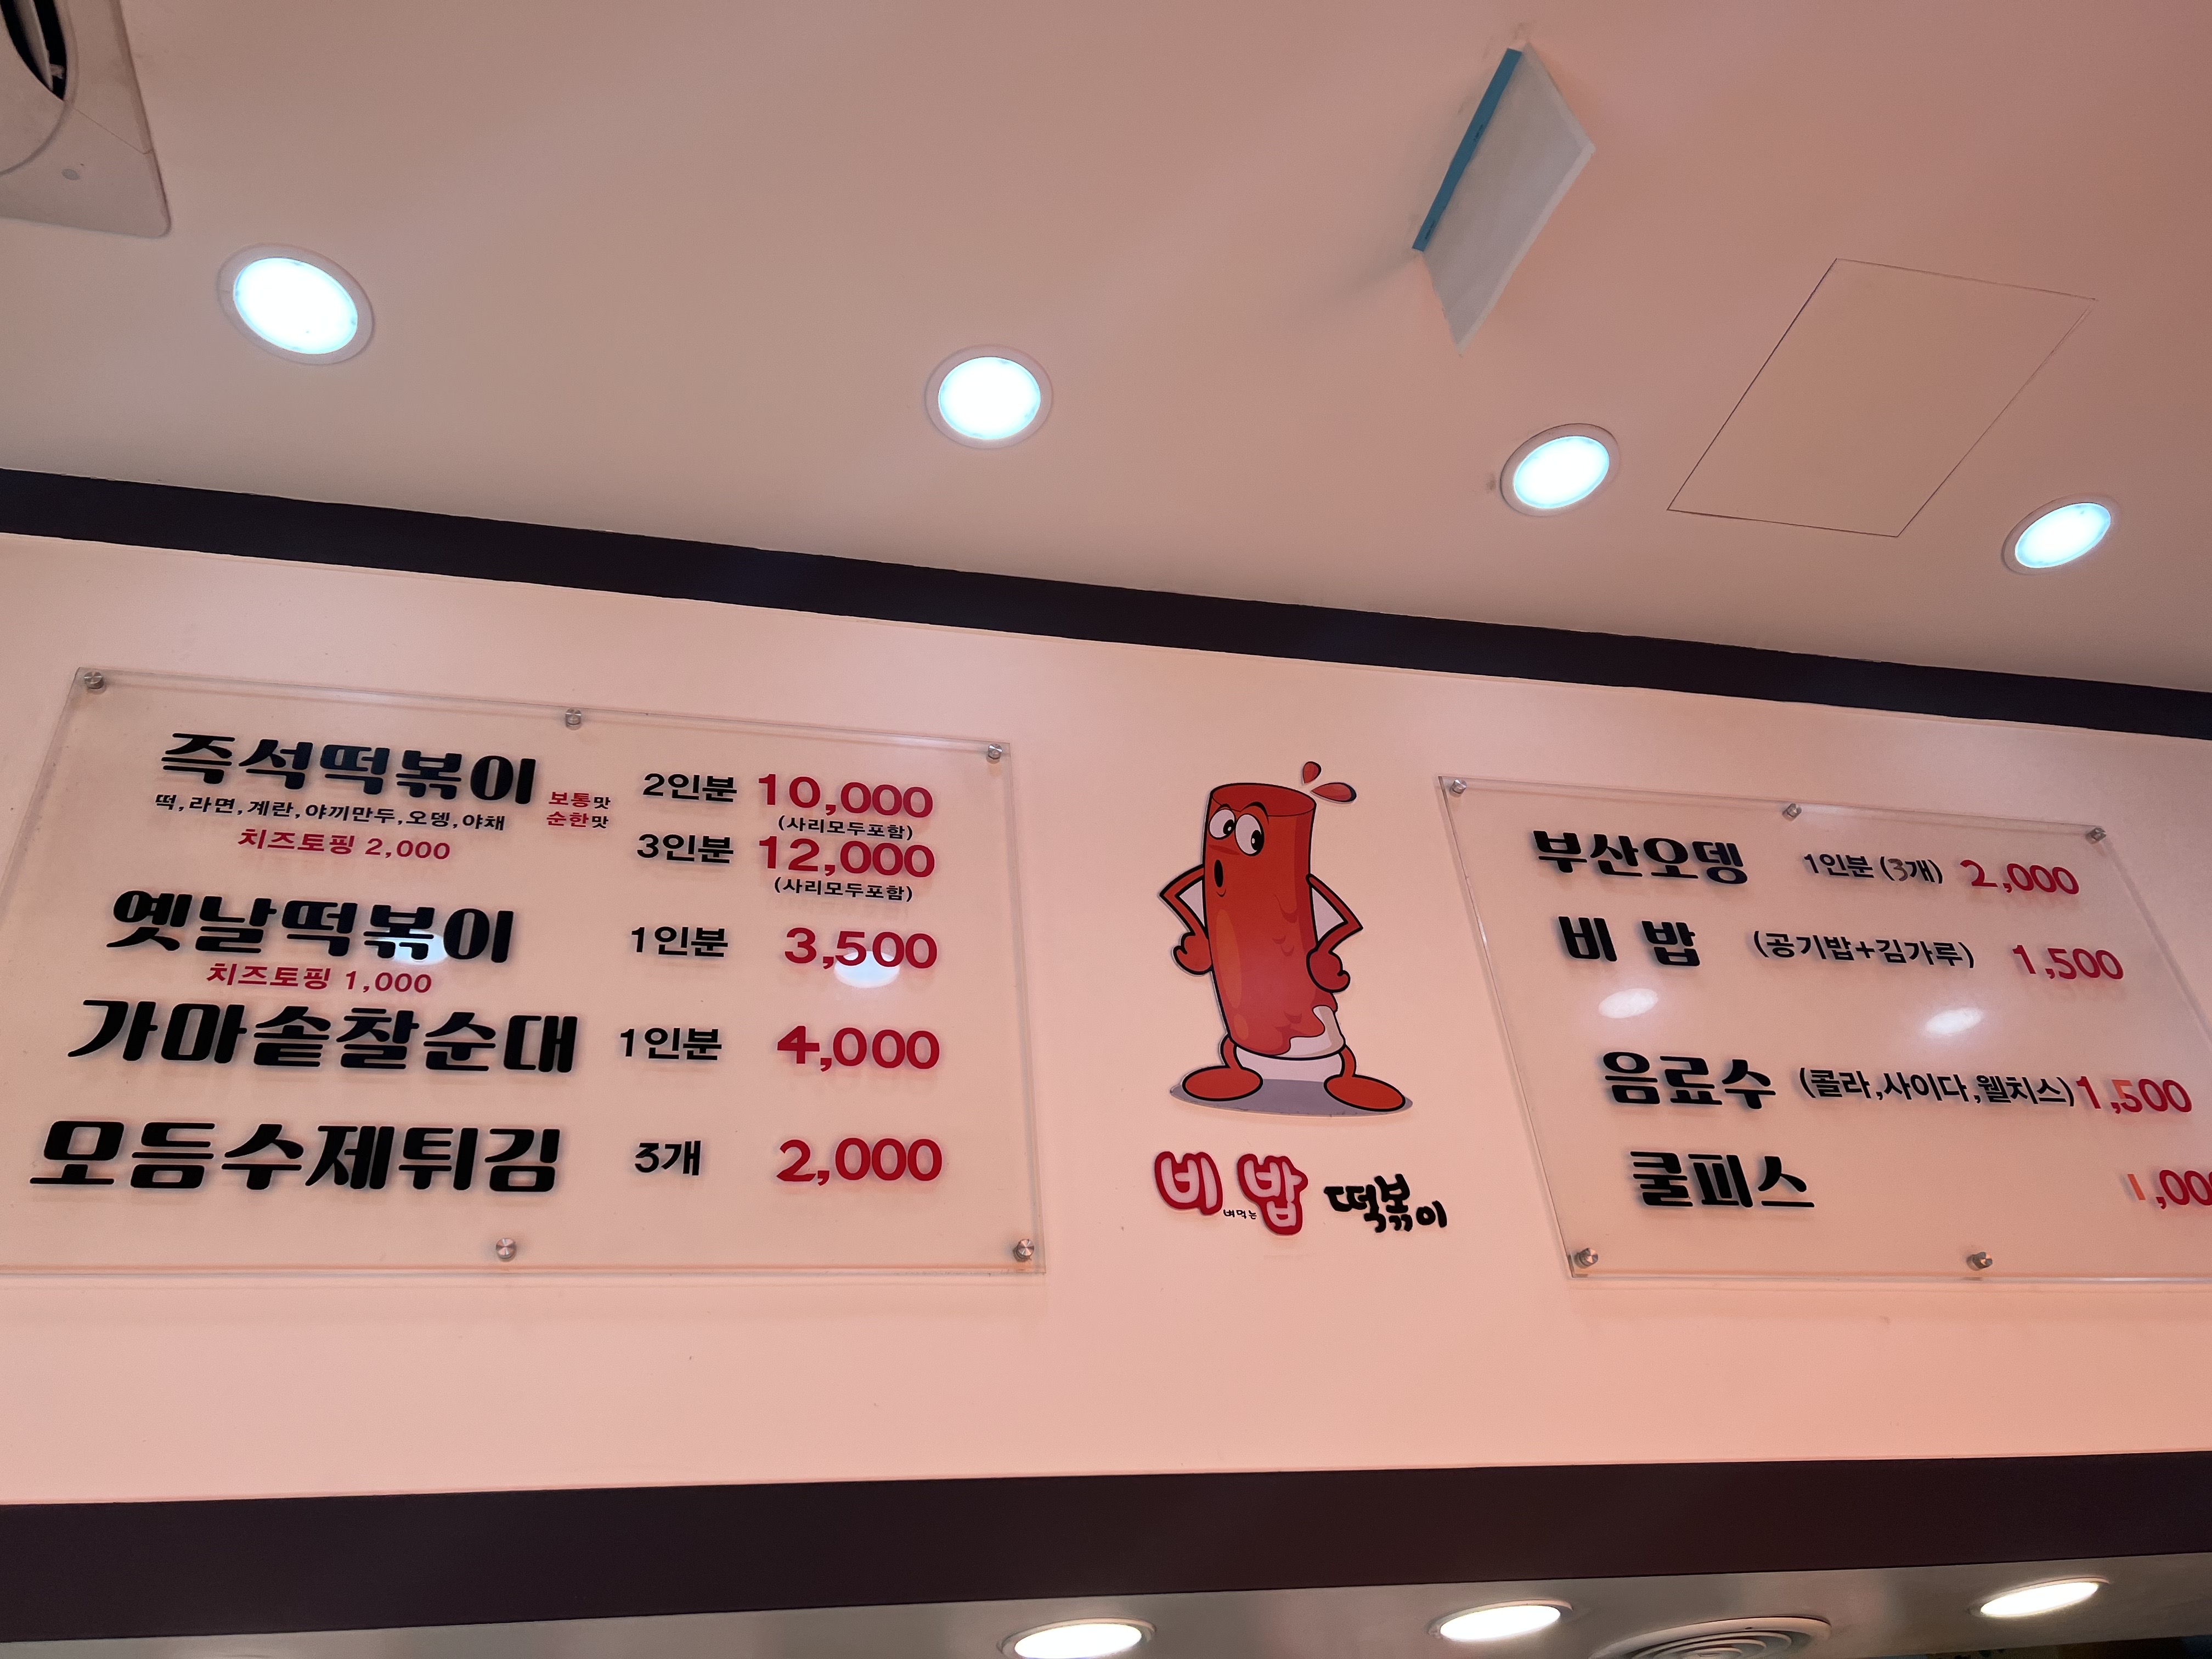 즉석떡볶이 보통맛 2인분 10,000
떡,라면,계란,야끼만두,오뎅,야채 순한맛 (사리모두포함)
치즈토핑 2,000 3인분 12,000
(사리모두포함)
옛날떡볶이 1인분 3,500
치즈토핑 1,000
가마솥찰순대 1인분 4,000
모듬수제튀김 3개 2,000
비벼먹는밥 떡볶이
부산오뎅 1인분 (3개) 2,000
비 밥 (공기밥+김가루) 1,500
음료수 (콜라,사이다,웰치스) 1,500
쿨피스 1,000